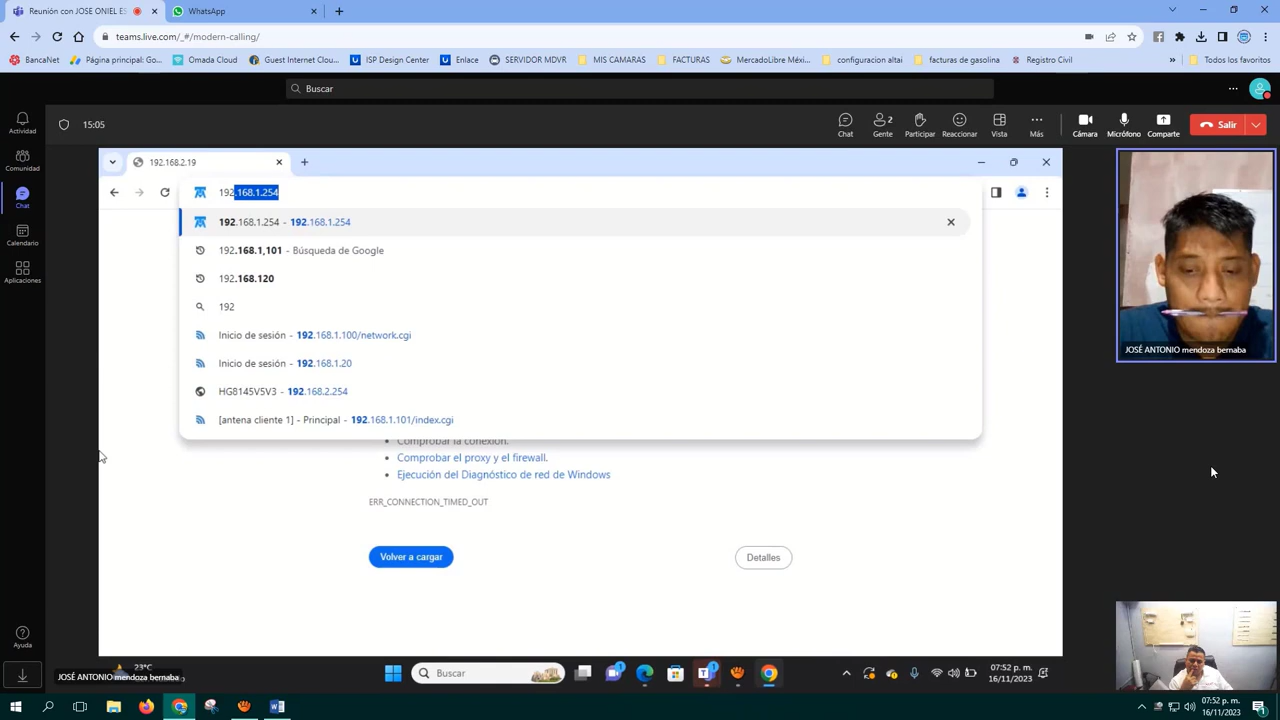 Reunión con JOSE ONIEL ES
WhatsApp
teams.live.com/_#/modern-calling/
BancaNet
Página principal: Go...
Omada Cloud
Guest Internet Clou...
ISP Design Center
Enlace
SERVIDOR MDVR
MIS CAMARAS
FACTURAS
MercadoLibre Méxi...
configuracion altai
facturas de gasolina
Registro Civil
»
Todos los favoritos
Buscar
15:05
Chat
2
Gente
Participar
Reaccionar
Vista
Más
Cámara
Micrófono
Comparte
Salir
Actividad
Comunidad
Chat
Calendario
Aplicaciones
Ayuda
192.168.2.19
192.168.1.254
192.168.1.254 - 192.168.1.254
192.168.1,101 - Búsqueda de Google
192.168.120
192
Inicio de sesión - 192.168.1.100/network.cgi
Inicio de sesión - 192.168.1.20
HG8145V5V3 - 192.168.2.254
[antena cliente 1] - Principal - 192.168.1.101/index.cgi
Comprobar la conexión.
Comprobar el proxy y el firewall.
Ejecución del Diagnóstico de red de Windows
ERR_CONNECTION_TIMED_OUT
Volver a cargar
Detalles
JOSÉ ANTONIO mendoza bernaba
23°C
JOSÉ ANTONIO mendoza bernaba
Buscar
07:52 p. m.
16/11/2023
07:52 p. m.
16/11/2023